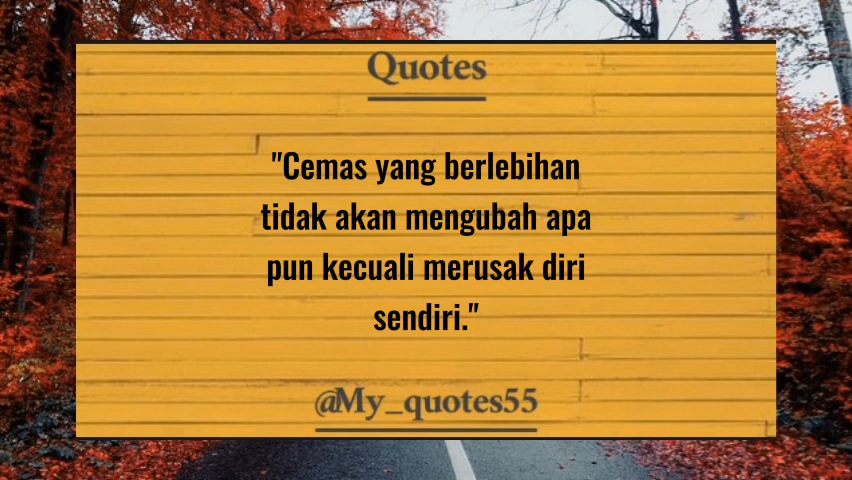 Quotes
"Cemas yang berlebihan
tidak akan mengubah apa
pun kecuali merusak diri
sendiri."
@My_quotes55